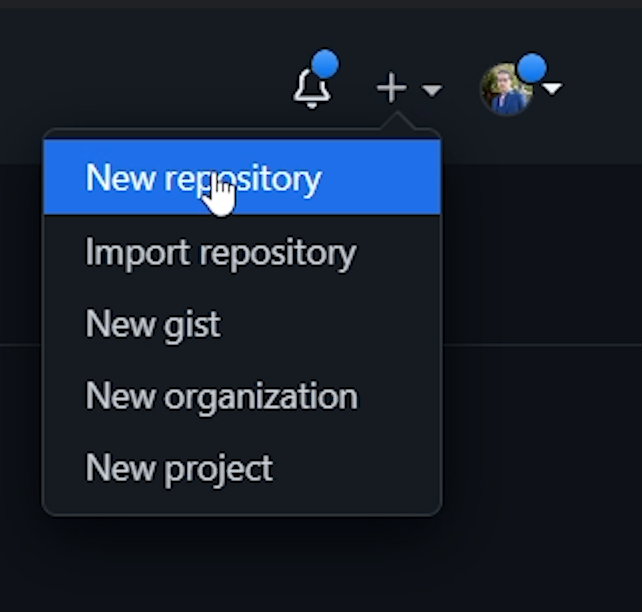 New repository
Import repository
New gist
New organization
New project